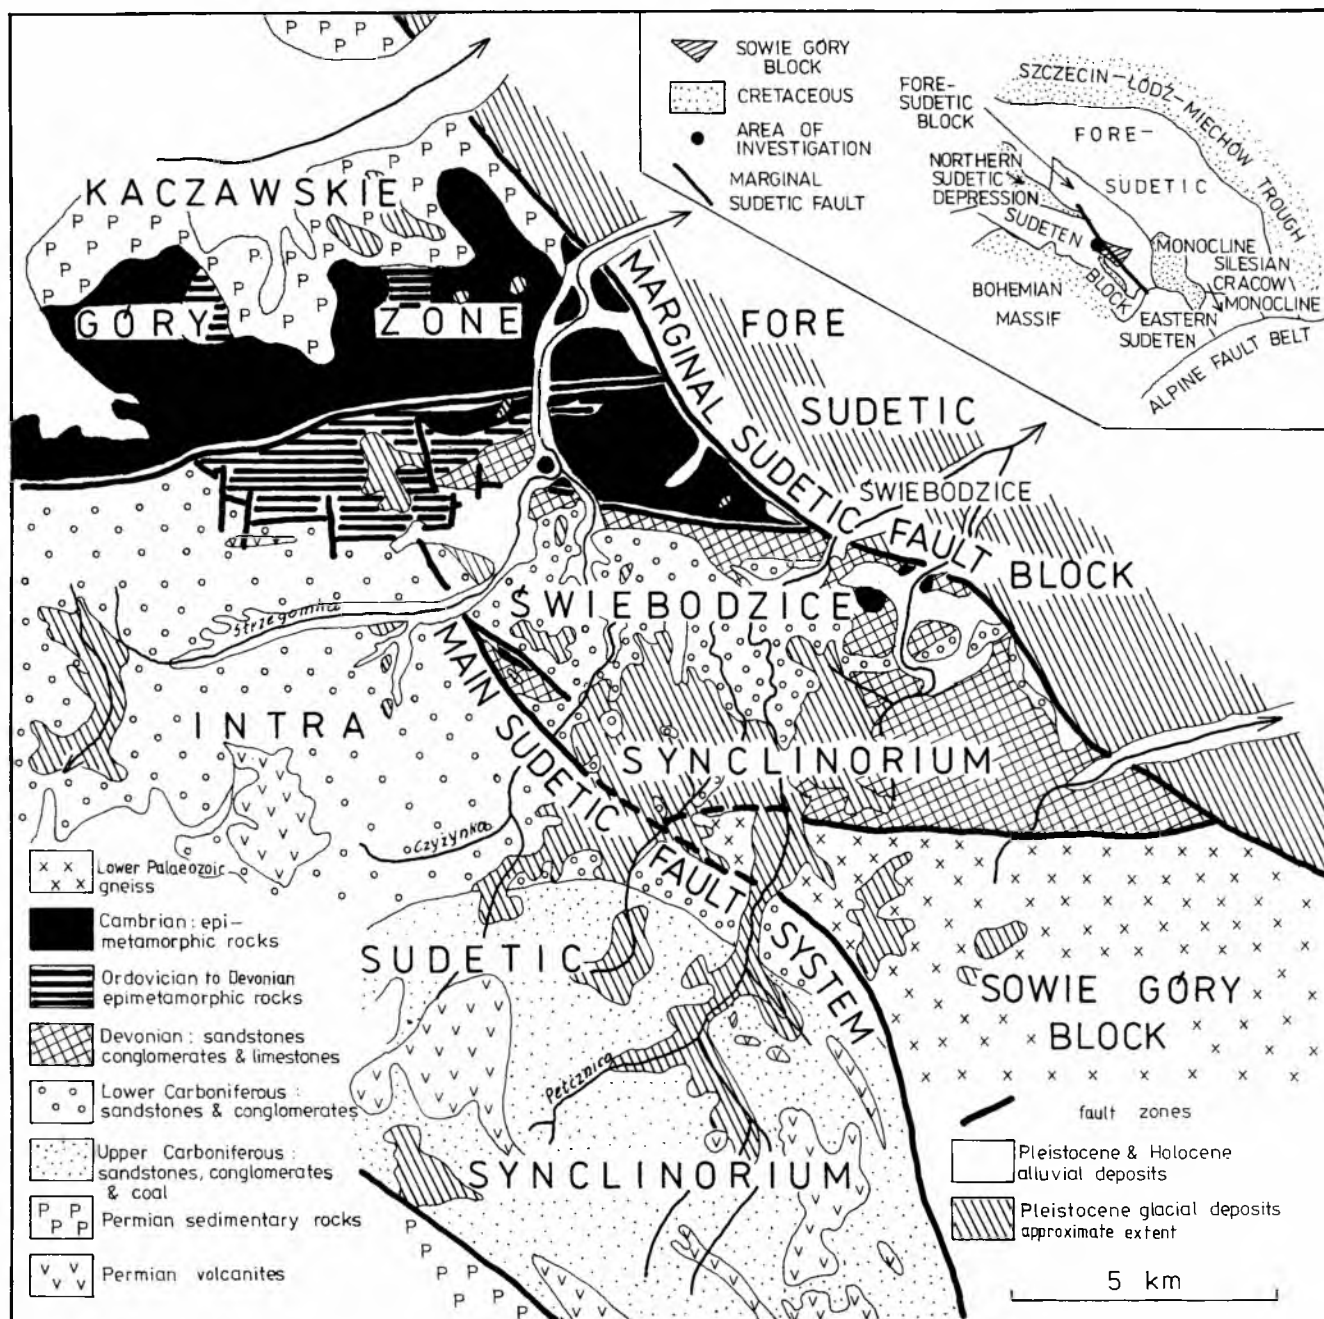 KACZAWSKIE
GÓRY ZONE
MARGINAL SUDETIC FAULT
FORE
SUDETIC
BLOCK
ŚWIEBODZICE
ŚWIEBODZICE
SYNCLINORIUM
Strzegomka
MAIN SUDETIC FAULT SYSTEM
INTRA
SUDETIC
SYNCLINORIUM
Czyżynka
Pełcznica
SOWIE GÓRY
BLOCK
SOWIE GÓRY
BLOCK
CRETACEOUS
AREA OF
INVESTIGATION
MARGINAL
SUDETIC FAULT
SZCZECIN-ŁÓDŹ-MIECHÓW TROUGH
FORE-
SUDETIC
BLOCK
FORE-
SUDETIC
MONOCLINE
NORTHERN
SUDETIC
DEPRESSION
SUDETEN
BLOCK
SILESIAN
CRACOW
MONOCLINE
BOHEMIAN
MASSIF
EASTERN
SUDETEN
ALPINE FAULT BELT
Lower Palaeozoic
gneiss
Cambrian : epi-
metamorphic rocks
Ordovician to Devonian
epimetamorphic rocks
Devonian : sandstones
conglomerates & limestones
Lower Carboniferous :
sandstones & conglomerates
Upper Carboniferous :
sandstones, conglomerates
& coal
Permian sedimentary rocks
Permian volcanites
fault zones
Pleistocene & Holocene
alluvial deposits
Pleistocene glacial deposits
approximate extent
5 km